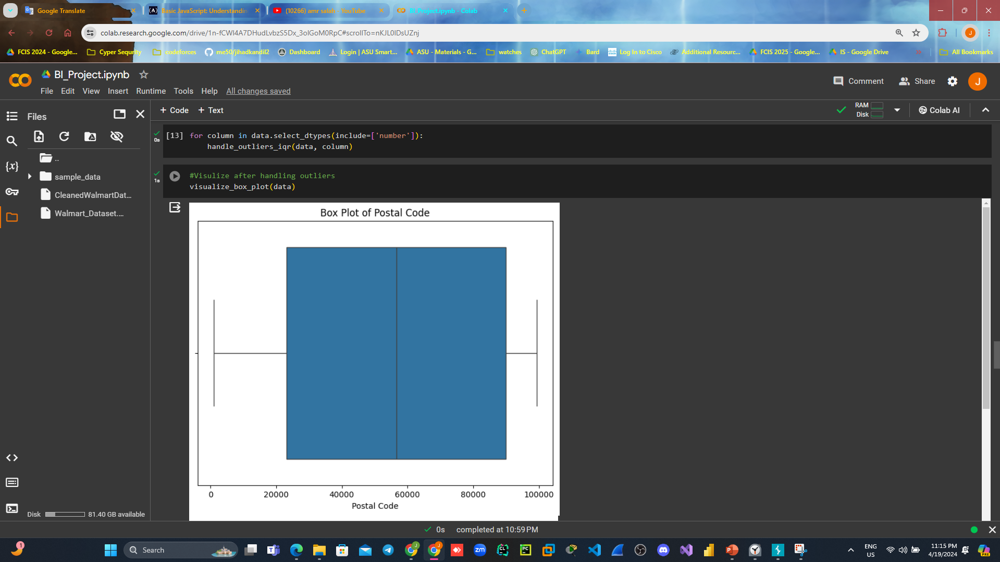 Google Translate
Basic JavaScript: Understandin
(10266) amr salah - YouTube
BI_Project.ipynb - Colab
colab.research.google.com/drive/1n-fCWl4A7DHudLvbzS5Dx_3oIGoM0RpC#scrollTo=nKJL0lDsUZnj
FCIS 2024 - Google...
Cyper Sequrity
codeforces
me50/jihadkandil2
Dashboard
Login | ASU Smart...
ASU - Materials - G...
watches
ChatGPT
Bard
Log In to Cisco
Additional Resourc...
FCIS 2025 - Google...
IS - Google Drive
All Bookmarks
BI_Project.ipynb
Comment
Share
J
File Edit View Insert Runtime Tools Help All changes saved
Files
+ Code + Text
RAM
Disk
Colab AI
..
sample_data
CleanedWalmartDat...
Walmart_Dataset....
Disk
81.40 GB available
0s
[13] for column in data.select_dtypes(include=['number']):
handle_outliers_iqr(data, column)
1s
#Visulize after handling outliers
visualize_box_plot(data)
Box Plot of Postal Code
0 20000 40000 60000 80000 100000
Postal Code
0s completed at 10:59 PM
1
Search
ENG
US
11:15 PM
4/19/2024